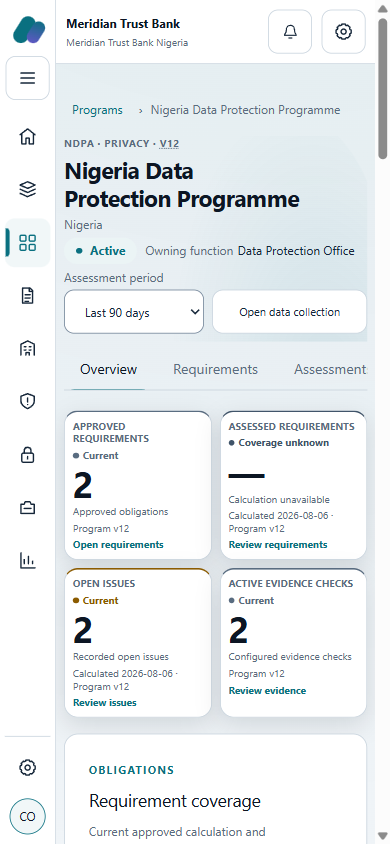 Meridian Trust Bank
Meridian Trust Bank Nigeria
Programs › Nigeria Data Protection Programme
NDPA • PRIVACY • V12
Nigeria Data
Protection Programme
Nigeria
Active Owning function Data Protection Office
Assessment period
Last 90 days
Open data collection
Overview Requirements Assessment
APPROVED
REQUIREMENTS
Current
2
Approved obligations
Program v12
Open requirements
ASSESSED REQUIREMENTS
Coverage unknown
—
Calculation unavailable
Calculated 2026-08-06 ·
Program v12
Review requirements
OPEN ISSUES
Current
2
Recorded open issues
Calculated 2026-08-06 ·
Program v12
Review issues
ACTIVE EVIDENCE CHECKS
Current
2
Configured evidence checks
Program v12
Review evidence
OBLIGATIONS
Requirement coverage
Current approved calculation and
CO